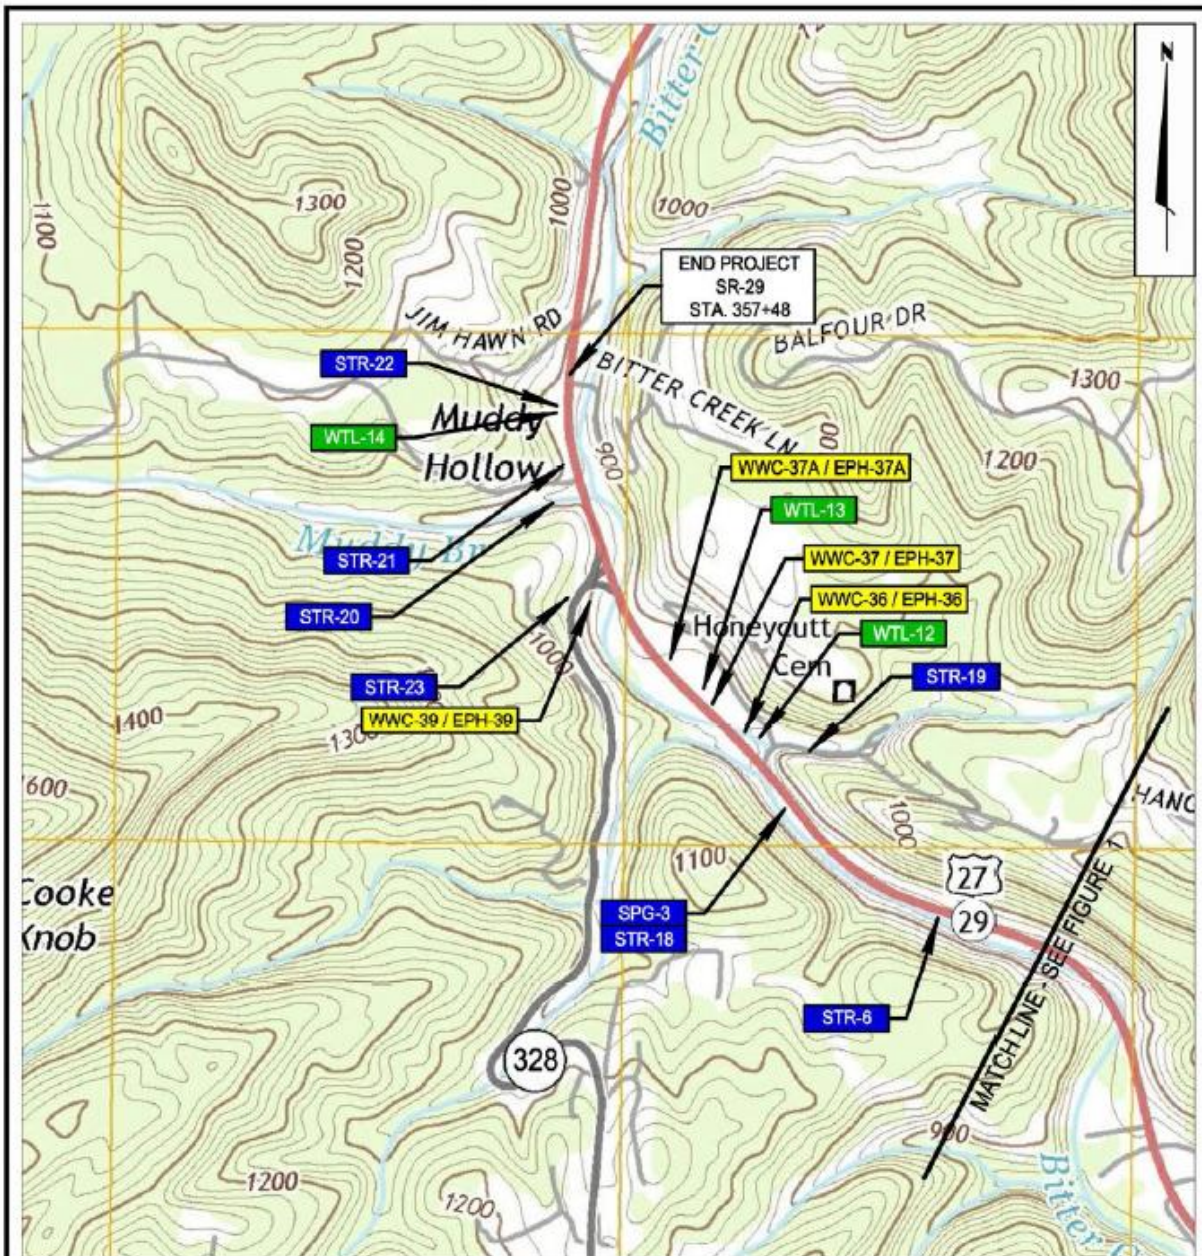 Bitter
N
1300
1200
1100
1000
1000
END PROJECT
SR-29
STA. 357+48
JIM HAWN RD
BALFOUR DR
STR-22
BITTER CREEK LN
1300
Muddy
WTL-14
Hollow
900
00
1200
WWC-37A / EPH-37A
WTL-13
Muddy Br
STR-21
WWC-37 / EPH-37
WWC-36 / EPH-36
STR-20
Honeycutt
Cem
WTL-12
1000
STR-23
STR-19
WWC-39 / EPH-39
1400
1300
600
HANC
1000
1100
27
29
Cooke
Knob
SPG-3
STR-18
STR-6
MATCH LINE - SEE FIGURE 1
328
900
1200
1200
Bitter